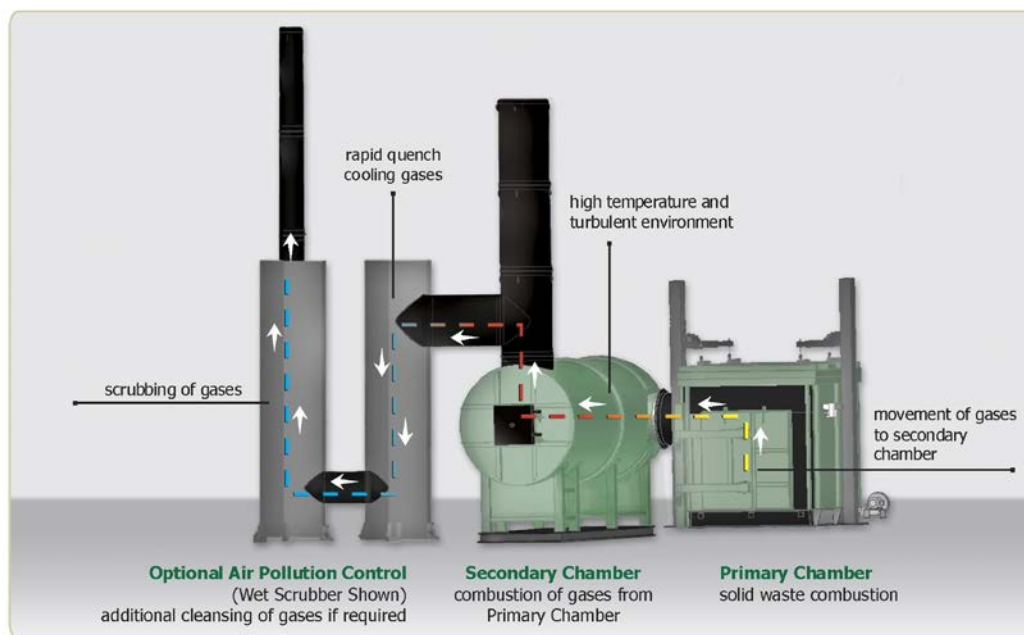 rapid quench
cooling gases
high temperature and
turbulent environment
scrubbing of gases
movement of gases
to secondary
chamber
Optional Air Pollution Control
(Wet Scrubber Shown)
additional cleansing of gases if required
Secondary Chamber
combustion of gases from
Primary Chamber
Primary Chamber
solid waste combustion